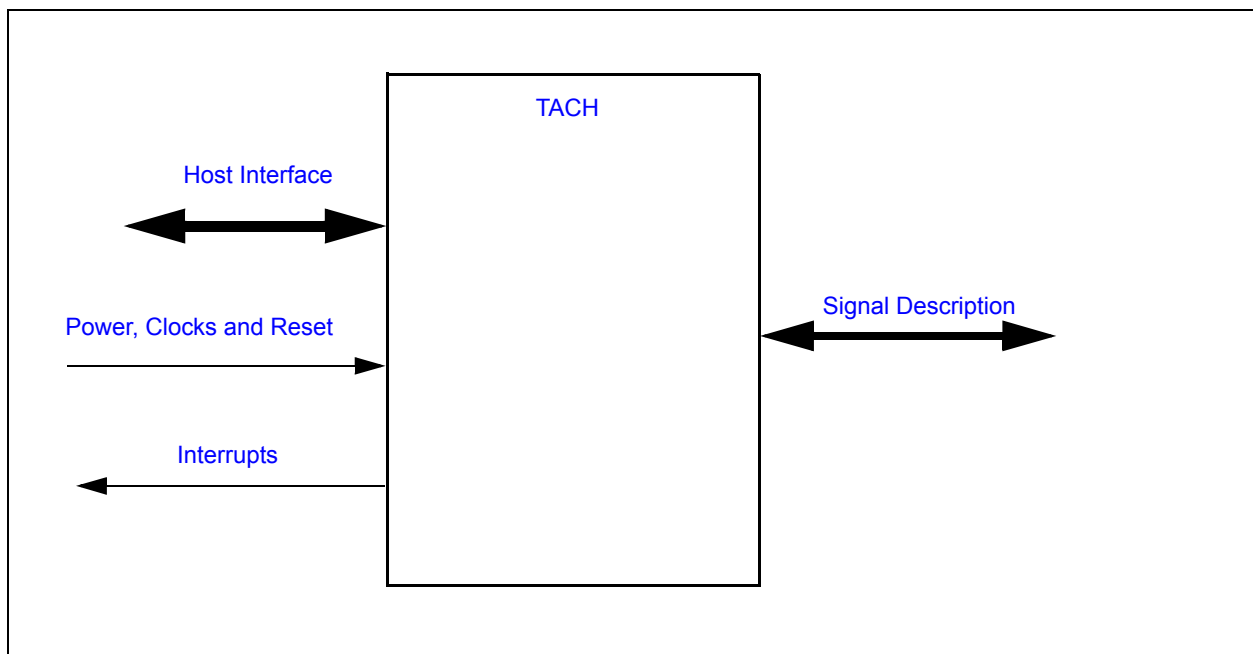 TACH
Host Interface
Signal Description
Power, Clocks and Reset
Interrupts